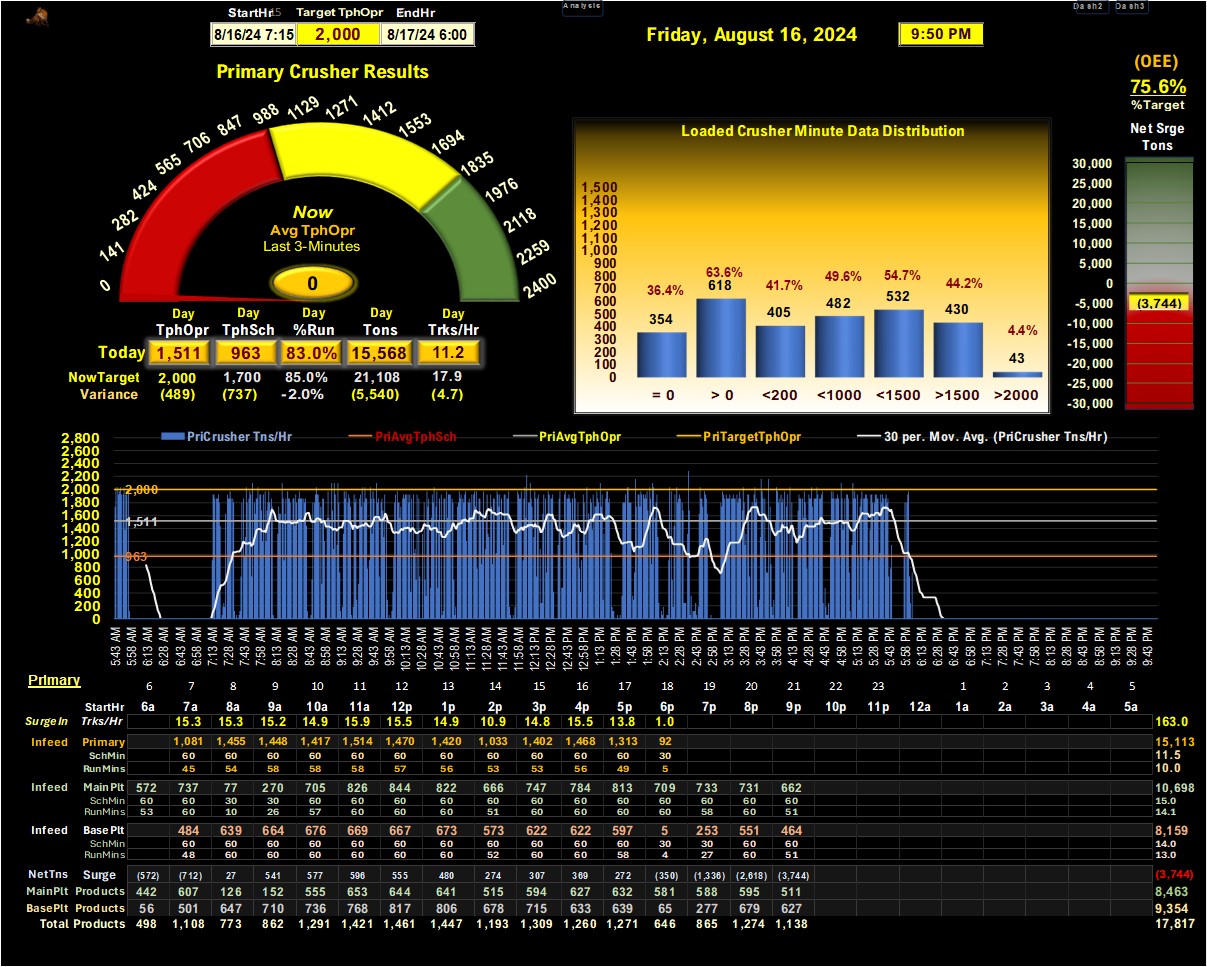 StartHr Target TphOpr EndHr
8/16/24 7:15 2,000 8/17/24 6:00
Analysis
Dash2 Dash3
Friday, August 16, 2024 9:50 PM
Primary Crusher Results
0 141 282 424 565 706 847 988 1129 1271 1412 1553 1694 1835 1976 2118 2259 2400
Now
Avg TphOpr
Last 3-Minutes
0
Day Day Day Day Day
TphOpr TphSch %Run Tons Trks/Hr
Today 1,511 963 83.0% 15,568 11.2
NowTarget 2,000 1,700 85.0% 21,108 17.9
Variance (489) (737) -2.0% (5,540) (4.7)
Loaded Crusher Minute Data Distribution
1,500
1,400
1,300
1,200
1,100
1,000
900
800
700
600
500
400
300
200
100
0
36.4% 63.6% 41.7% 49.6% 54.7% 44.2% 4.4%
354 618 405 482 532 430 43
= 0 > 0 <200 <1000 <1500 >1500 >2000
(OEE)
75.6%
%Target
Net Srge
Tons
30,000
25,000
20,000
15,000
10,000
5,000
0
-5,000
-10,000
-15,000
-20,000
-25,000
-30,000
(3,744)
PriCrusher Tns/Hr PriAvgTphSch PriAvgTphOpr PriTargetTphOpr 30 per. Mov. Avg. (PriCrusher Tns/Hr)
2,800
2,600
2,400
2,200
2,000
1,800
1,600
1,400
1,200
1,000
800
600
400
200
0
2,000
1,511
963
5:43 AM 5:58 AM 6:13 AM 6:28 AM 6:43 AM 6:58 AM 7:13 AM 7:28 AM 7:43 AM 7:58 AM 8:13 AM 8:28 AM 8:43 AM 8:58 AM 9:13 AM 9:28 AM 9:43 AM 9:58 AM 10:13 AM 10:28 AM 10:43 AM 10:58 AM 11:13 AM 11:28 AM 11:43 AM 11:58 AM 12:13 PM 12:28 PM 12:43 PM 12:58 PM 1:13 PM 1:28 PM 1:43 PM 1:58 PM 2:13 PM 2:28 PM 2:43 PM 2:58 PM 3:13 PM 3:28 PM 3:43 PM 3:58 PM 4:13 PM 4:28 PM 4:43 PM 4:58 PM 5:13 PM 5:28 PM 5:43 PM 5:58 PM 6:13 PM 6:28 PM 6:43 PM 6:58 PM 7:13 PM 7:28 PM 7:43 PM 7:58 PM 8:13 PM 8:28 PM 8:43 PM 8:58 PM 9:13 PM 9:28 PM 9:43 PM
Primary 6 7 8 9 10 11 12 13 14 15 16 17 18 19 20 21 22 23 1 2 3 4 5
StartHr 6a 7a 8a 9a 10a 11a 12p 1p 2p 3p 4p 5p 6p 7p 8p 9p 10p 11p 12a 1a 2a 3a 4a 5a
SurgeIn Trks/Hr 15.3 15.3 15.2 14.9 15.9 15.5 14.9 10.9 14.8 15.5 13.8 1.0 163.0
Infeed Primary 1,081 1,455 1,448 1,417 1,514 1,470 1,420 1,033 1,402 1,468 1,313 92 15,113
SchMin 60 60 60 60 60 60 60 60 60 60 60 30 11.5
RunMins 45 54 58 58 58 57 56 53 53 56 49 5 10.0
Infeed MainPlt 572 737 77 270 705 826 844 822 666 747 784 813 709 733 731 662 10,698
SchMin 60 60 30 30 60 60 60 60 60 60 60 60 60 60 60 60 15.0
RunMins 53 60 10 26 57 60 60 60 51 60 60 60 60 58 60 51 14.1
Infeed BasePlt 484 639 664 676 669 667 673 573 622 622 597 5 253 551 464 8,159
SchMin 60 60 60 60 60 60 60 60 60 60 60 30 30 60 60 14.0
RunMins 48 60 60 60 60 60 60 52 60 60 58 4 27 60 51 13.0
NetTns Surge (572) (712) 27 541 577 596 555 480 274 307 369 272 (350) (1,336) (2,618) (3,744) (3,744)
MainPlt Products 442 607 126 152 555 653 644 641 515 594 627 632 581 588 595 511 8,463
BasePlt Products 56 501 647 710 736 768 817 806 678 715 633 639 65 277 679 627 9,354
Total Products 498 1,108 773 862 1,291 1,421 1,461 1,447 1,193 1,309 1,260 1,271 646 865 1,274 1,138 17,817